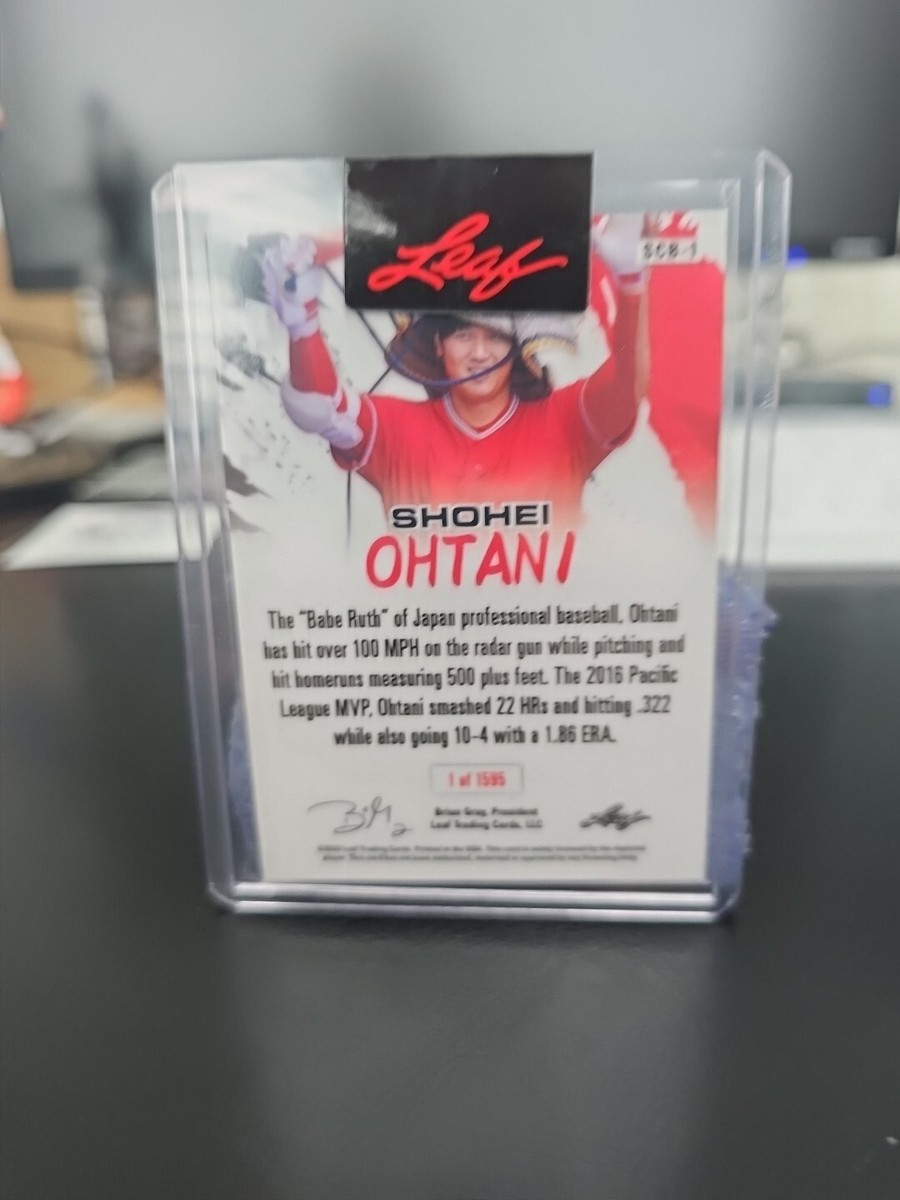 Leaf
SCB-1
SHOHEI
OHTANI
The "Babe Ruth" of Japan professional baseball, Ohtani
has hit over 100 MPH on the radar gun while pitching and
hit homeruns measuring 500 plus feet. The 2016 Pacific
League MVP, Ohtani smashed 22 HRs and hitting .322
while also going 10-4 with a 1.86 ERA.
1 of 1595
Brian Gray, President
Leaf Trading Cards, LLC
Leaf